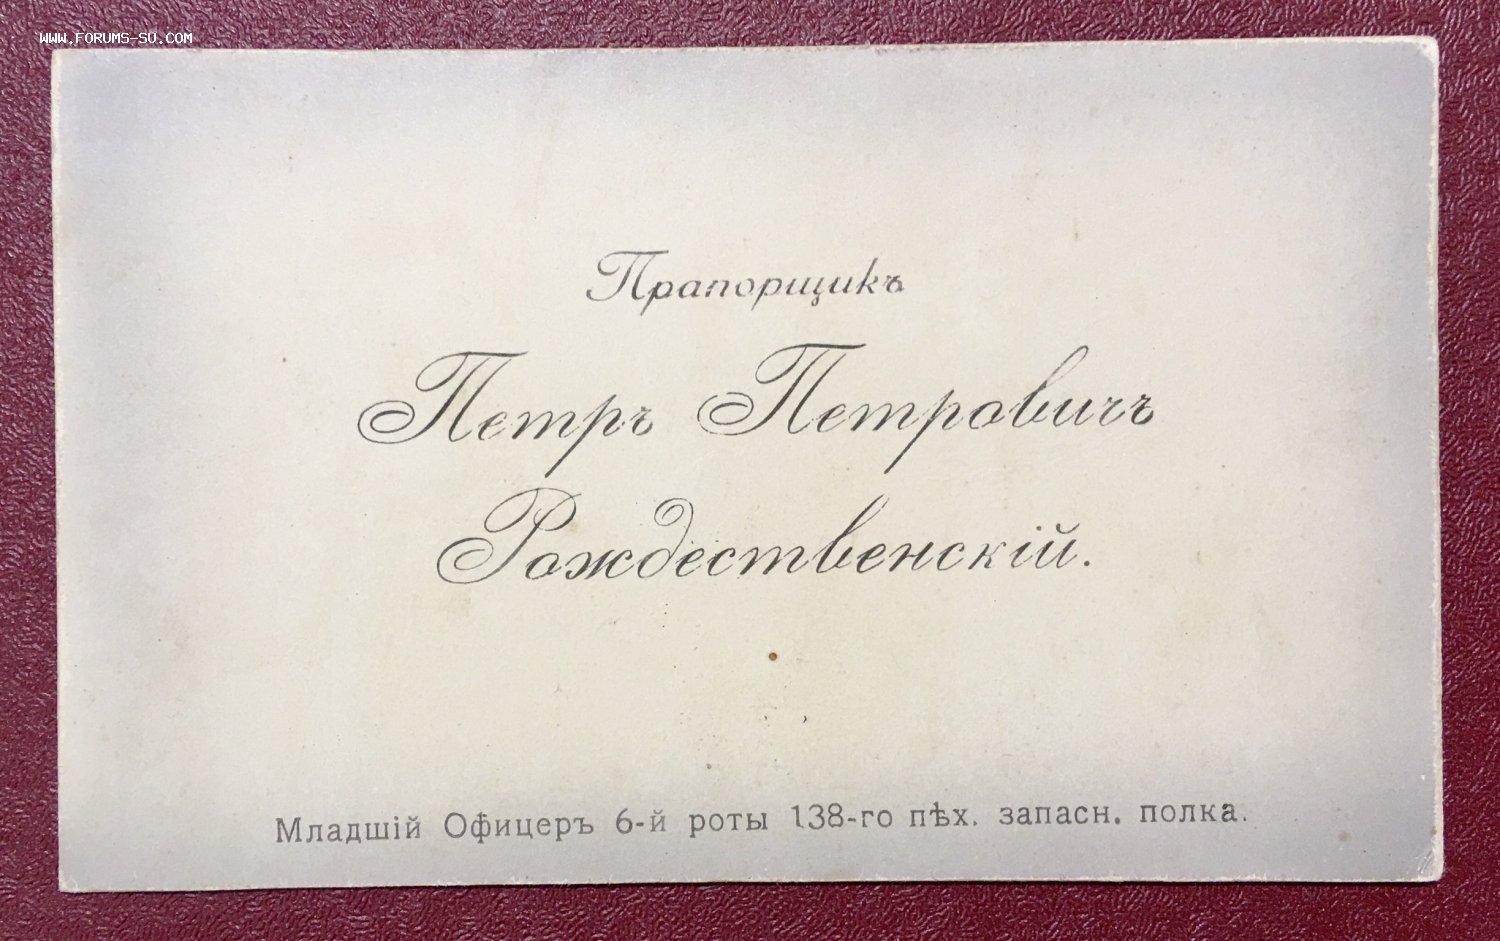 WWW.FORUMS-SU.COM
Прапорщикъ
Петръ Петровичъ
Рождественскій.
Младшій Офицеръ 6-й роты 138-го пѣх. запасн. полка.